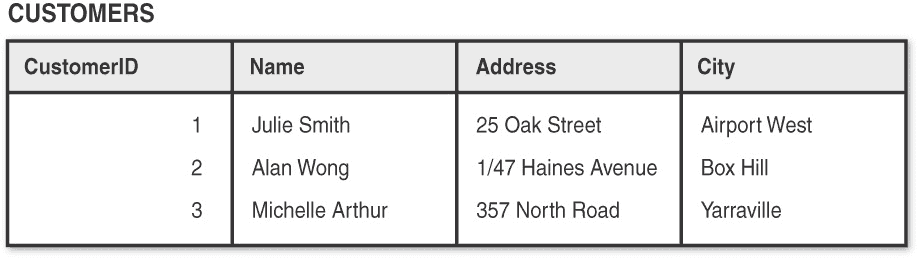 CUSTOMERS
CustomerID Name Address City
1 Julie Smith 25 Oak Street Airport West
2 Alan Wong 1/47 Haines Avenue Box Hill
3 Michelle Arthur 357 North Road Yarraville